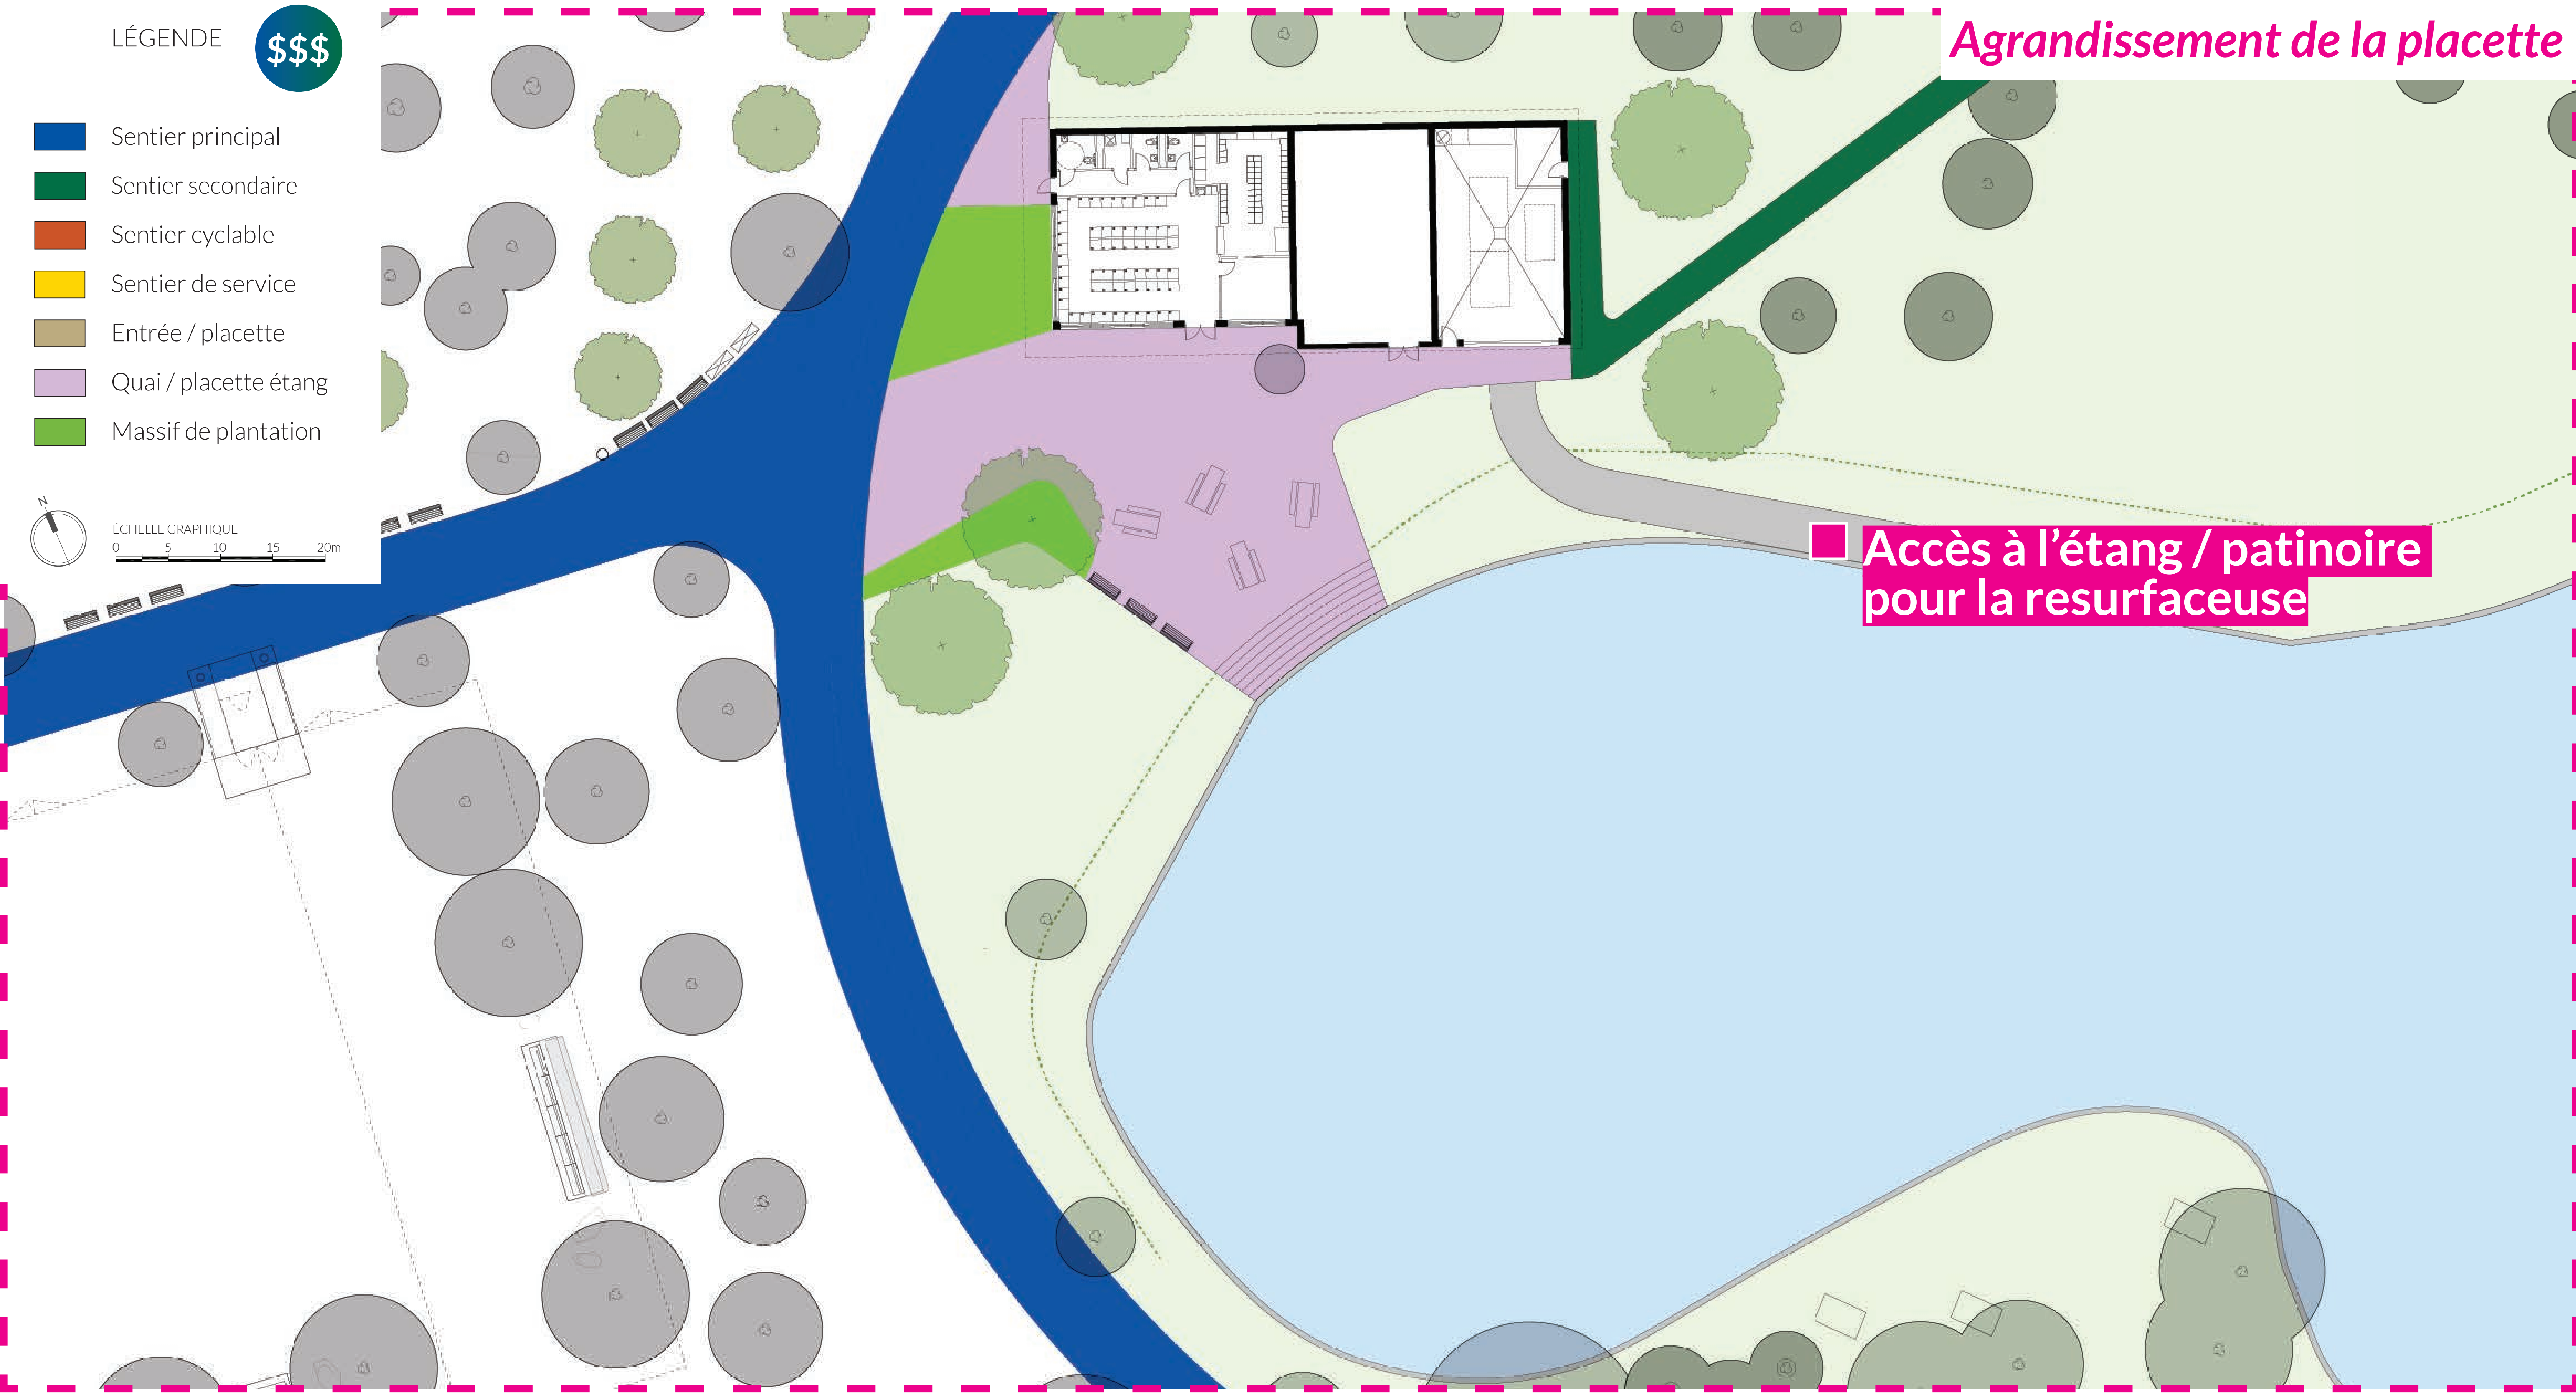 LÉGENDE
$$$
Sentier principal
Sentier secondaire
Sentier cyclable
Sentier de service
Entrée / placette
Quai / placette étang
Massif de plantation
N
ÉCHELLE GRAPHIQUE
0 5 10 15 20m
Agrandissement de la placette
Accès à l’étang / patinoire
pour la resurfaceuse